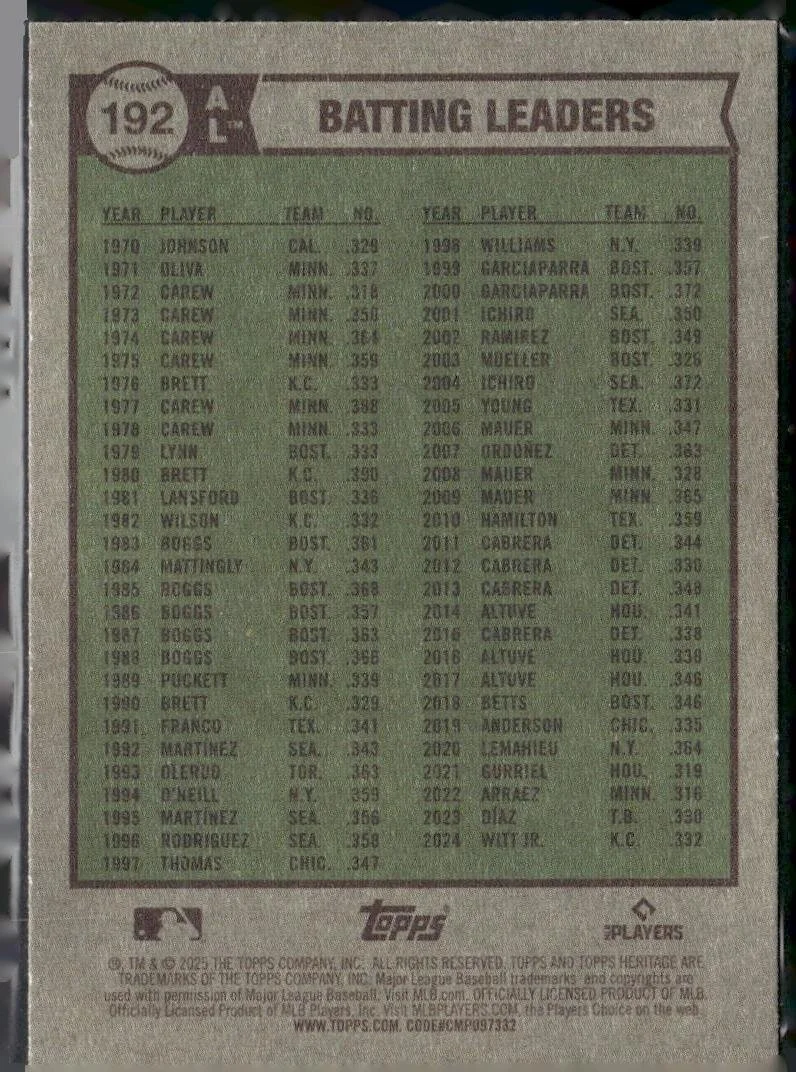 192
AL™
BATTING LEADERS
YEAR PLAYER TEAM NO.
1970 JOHNSON CAL. .329
1971 OLIVA MINN. .337
1972 CAREW MINN. .318
1973 CAREW MINN. .350
1974 CAREW MINN. .364
1975 CAREW MINN. .359
1976 BRETT K.C. .333
1977 CAREW MINN. .388
1978 CAREW MINN. .333
1979 LYNN BOST. .333
1980 BRETT K.C. .390
1981 LANSFORD BOST. .336
1982 WILSON K.C. .332
1983 BOGGS BOST. .361
1984 MATTINGLY N.Y. .343
1985 BOGGS BOST. .368
1986 BOGGS BOST. .357
1987 BOGGS BOST. .363
1988 BOGGS BOST. .366
1989 PUCKETT MINN. .339
1990 BRETT K.C. .329
1991 FRANCO TEX. .341
1992 MARTINEZ SEA. .343
1993 OLERUD TOR. .363
1994 O'NEILL N.Y. .359
1995 MARTINEZ SEA. .356
1996 RODRIGUEZ SEA. .358
1997 THOMAS CHIC. .347
YEAR PLAYER TEAM NO.
1998 WILLIAMS N.Y. .339
1999 GARCIAPARRA BOST. .357
2000 GARCIAPARRA BOST. .372
2001 ICHIRO SEA. .350
2002 RAMIREZ BOST. .349
2003 MUELLER BOST. .326
2004 ICHIRO SEA. .372
2005 YOUNG TEX. .331
2006 MAUER MINN. .347
2007 ORDOÑEZ DET. .363
2008 MAUER MINN. .328
2009 MAUER MINN. .365
2010 HAMILTON TEX. .359
2011 CABRERA DET. .344
2012 CABRERA DET. .330
2013 CABRERA DET. .348
2014 ALTUVE HOU. .341
2015 CABRERA DET. .338
2016 ALTUVE HOU. .338
2017 ALTUVE HOU. .346
2018 BETTS BOST. .346
2019 ANDERSON CHIC. .335
2020 LEMAHIEU N.Y. .364
2021 GURRIEL HOU. .319
2022 ARRAEZ MINN. .316
2023 DÍAZ T.B. .330
2024 WITT JR. K.C. .332
Topps
MLB PLAYERS
®, TM & © 2025 THE TOPPS COMPANY, INC. ALL RIGHTS RESERVED. TOPPS AND TOPPS HERITAGE ARE
TRADEMARKS OF THE TOPPS COMPANY, INC. Major League Baseball trademarks and copyrights are
used with permission of Major League Baseball. Visit MLB.com. OFFICIALLY LICENSED PRODUCT OF MLB
Officially Licensed Product of MLB Players, Inc. Visit MLBPLAYERS.COM, the Players Choice on the web.
WWW.TOPPS.COM. CODE#CMP097332